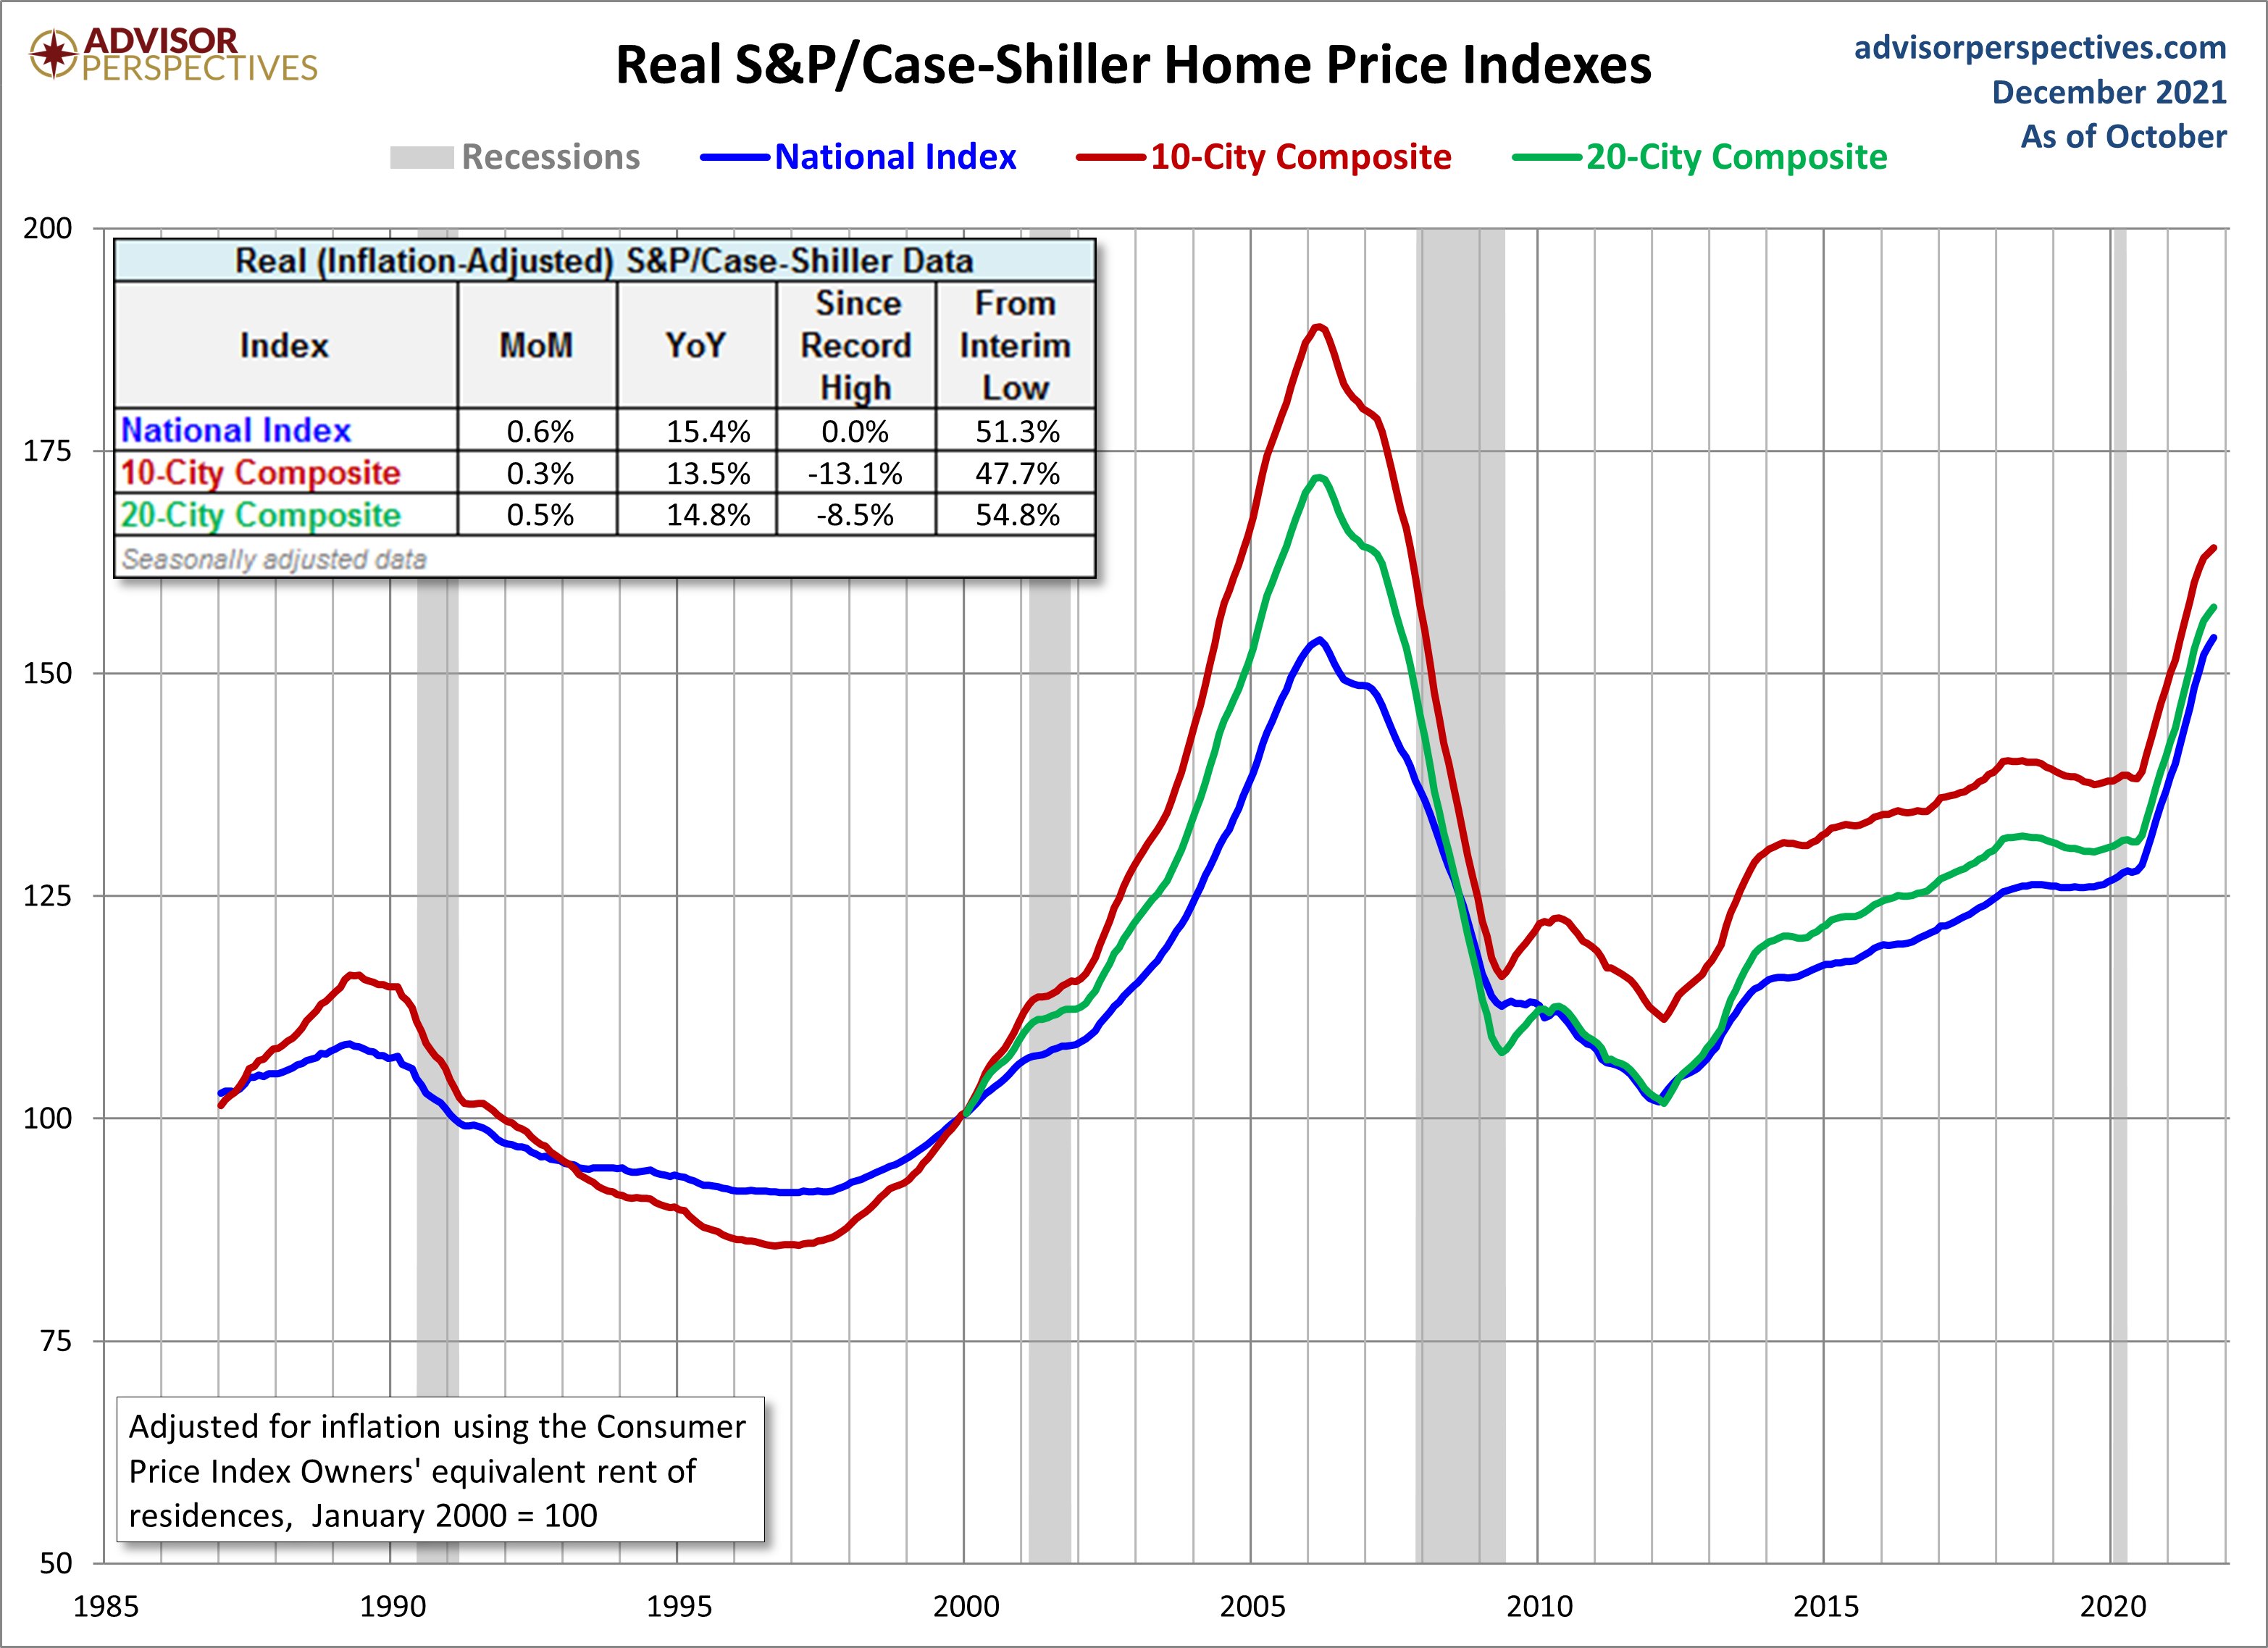 ADVISOR
PERSPECTIVES
Real S&P/Case-Shiller Home Price Indexes
advisorperspectives.com
December 2021
As of October
Recessions National Index 10-City Composite 20-City Composite
Real (Inflation-Adjusted) S&P/Case-Shiller Data
Index MoM YoY Since Record High From Interim Low
National Index 0.6% 15.4% 0.0% 51.3%
10-City Composite 0.3% 13.5% -13.1% 47.7%
20-City Composite 0.5% 14.8% -8.5% 54.8%
Seasonally adjusted data
200
175
150
125
100
75
50
Adjusted for inflation using the Consumer
Price Index Owners' equivalent rent of
residences, January 2000 = 100
1985 1990 1995 2000 2005 2010 2015 2020